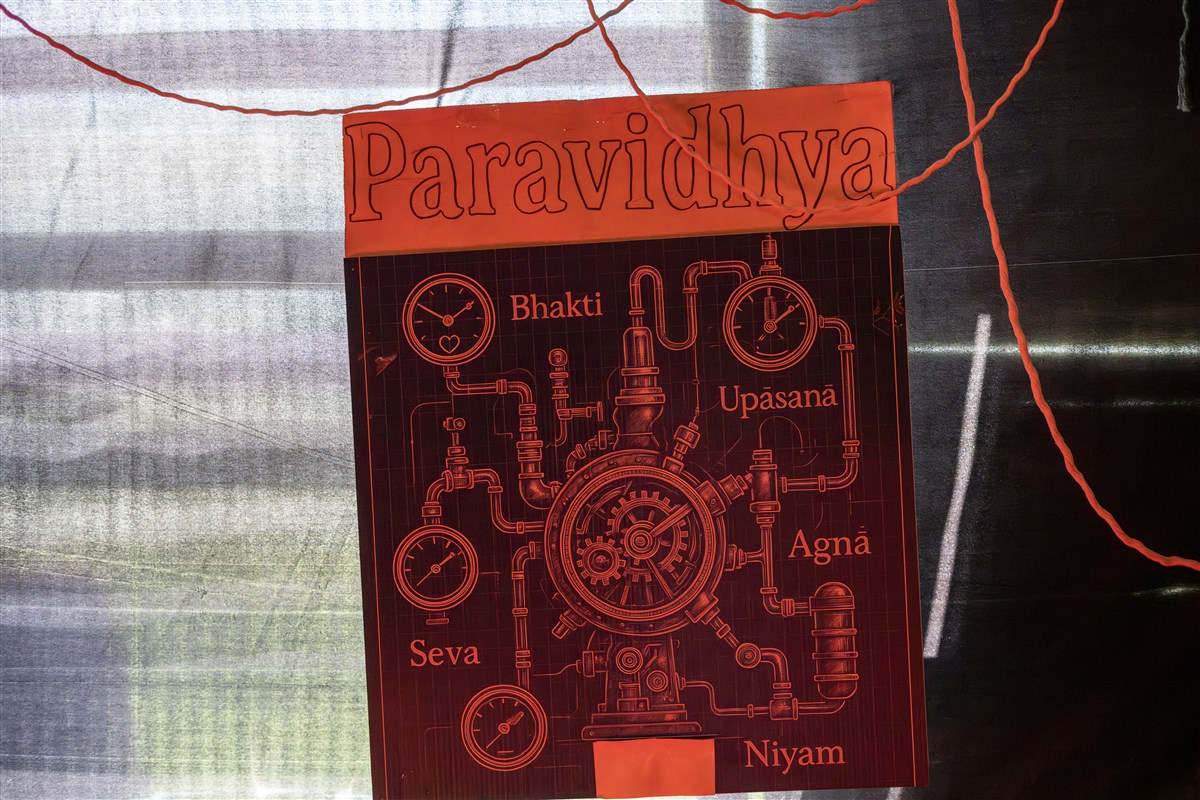 Paravidhya
Bhakti
Upāsanā
Agnā
Seva
Niyam